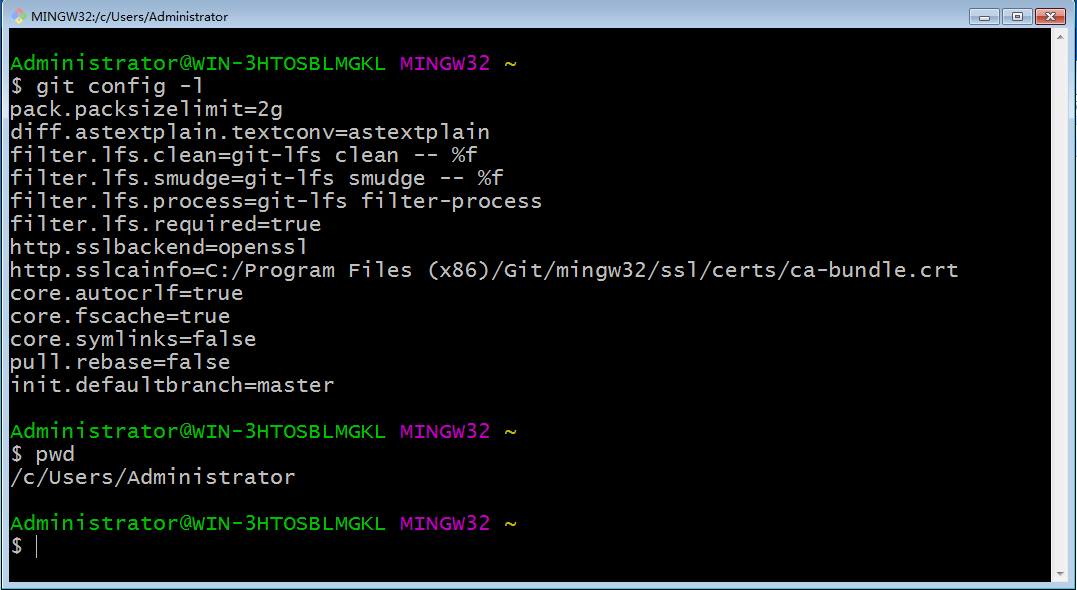 MINGW32:/c/Users/Administrator
Administrator@WIN-3HTOSBLMGKL MINGW32 ~
$ git config -l
pack.packsizelimit=2g
diff.astextplain.textconv=astextplain
filter.lfs.clean=git-lfs clean -- %f
filter.lfs.smudge=git-lfs smudge -- %f
filter.lfs.process=git-lfs filter-process
filter.lfs.required=true
http.sslbackend=openssl
http.sslcainfo=C:/Program Files (x86)/Git/mingw32/ssl/certs/ca-bundle.crt
core.autocrlf=true
core.fscache=true
core.symlinks=false
pull.rebase=false
init.defaultbranch=master
Administrator@WIN-3HTOSBLMGKL MINGW32 ~
$ pwd
/c/Users/Administrator
Administrator@WIN-3HTOSBLMGKL MINGW32 ~
$